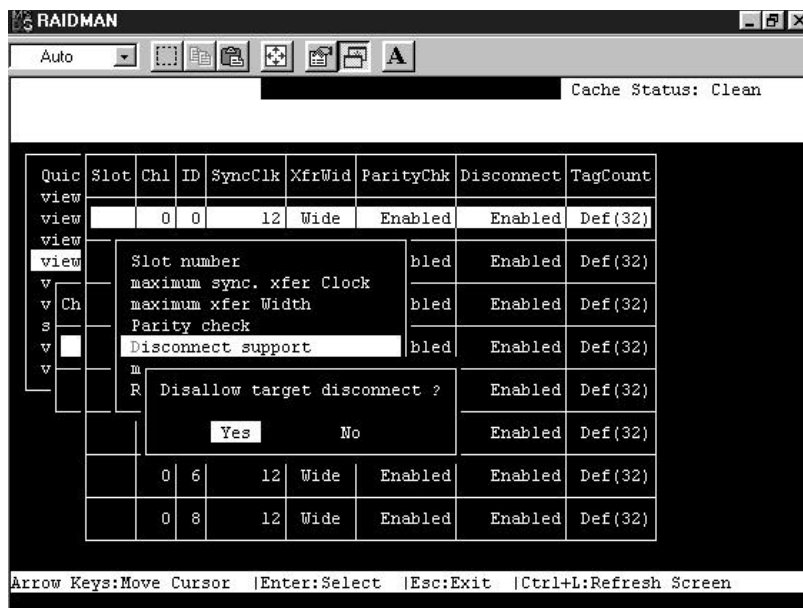 RAIDMAN
Auto
A
Cache Status: Clean
Quic Slot Chl ID SyncClk XfrWid ParityChk Disconnect TagCount
view
view 0 0 12 Wide Enabled Enabled Def(32)
view
view Slot number bled Enabled Def(32)
v maximum sync. xfer Clock
v Ch maximum xfer Width bled Enabled Def(32)
s Parity check
v Disconnect support bled Enabled Def(32)
v m
R Disallow target disconnect ? Enabled Def(32)
Yes No Enabled Def(32)
0 6 12 Wide Enabled Enabled Def(32)
0 8 12 Wide Enabled Enabled Def(32)
Arrow Keys:Move Cursor |Enter:Select |Esc:Exit |Ctrl+L:Refresh Screen